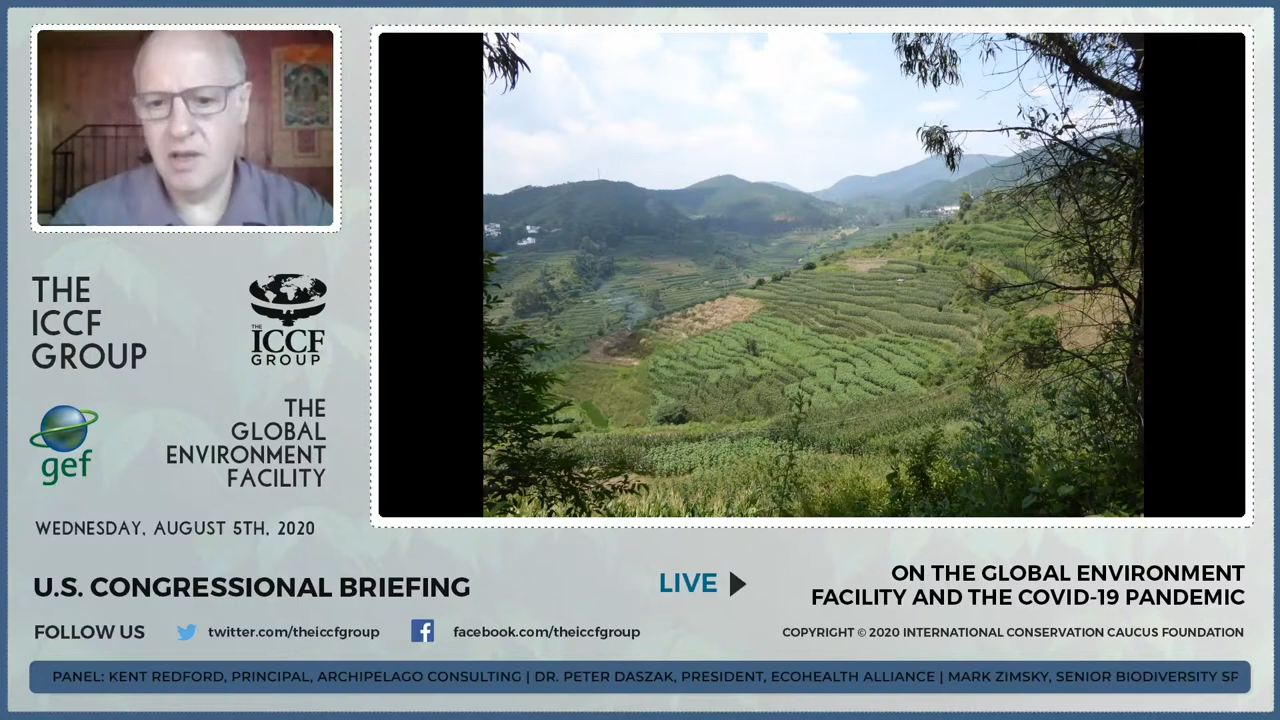 THE
ICCF
GROUP
THE
ICCF
GROUP
gef
THE
GLOBAL
ENVIRONMENT
FACILITY
WEDNESDAY, AUGUST 5TH, 2020
U.S. CONGRESSIONAL BRIEFING
LIVE
ON THE GLOBAL ENVIRONMENT
FACILITY AND THE COVID-19 PANDEMIC
FOLLOW US
twitter.com/theiccfgroup
facebook.com/theiccfgroup
COPYRIGHT © 2020 INTERNATIONAL CONSERVATION CAUCUS FOUNDATION
PANEL: KENT REDFORD, PRINCIPAL, ARCHIPELAGO CONSULTING | DR. PETER DASZAK, PRESIDENT, ECOHEALTH ALLIANCE | MARK ZIMSKY, SENIOR BIODIVERSITY SP